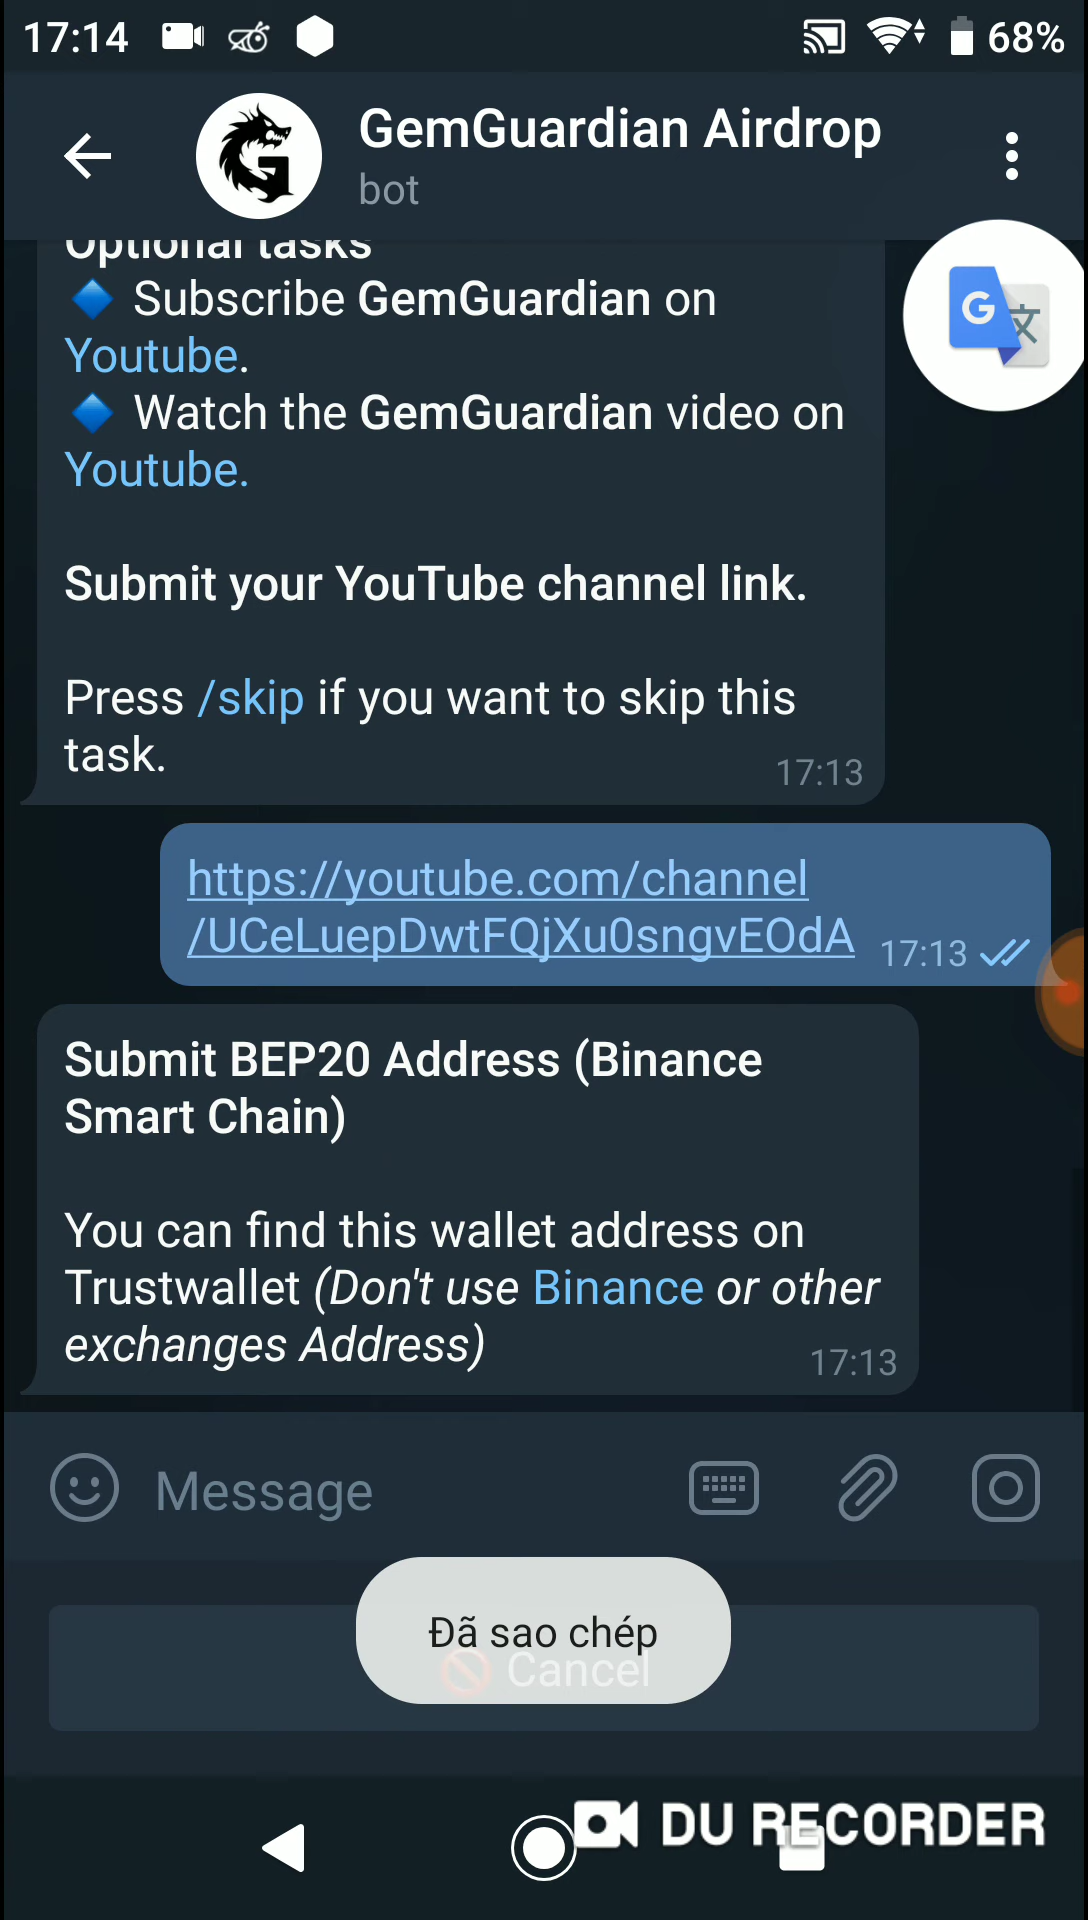 17:14
68%
GemGuardian Airdrop
bot
Optional tasks
Subscribe GemGuardian on
Youtube.
Watch the GemGuardian video on
Youtube.
Submit your YouTube channel link.
Press /skip if you want to skip this
task.
17:13
https://youtube.com/channel
/UCeLuepDwtFQjXu0sngvEOdA
17:13
Submit BEP20 Address (Binance
Smart Chain)
You can find this wallet address on
Trustwallet (Don't use Binance or other
exchanges Address)
17:13
Message
Đã sao chép
Cancel
DU RECORDER